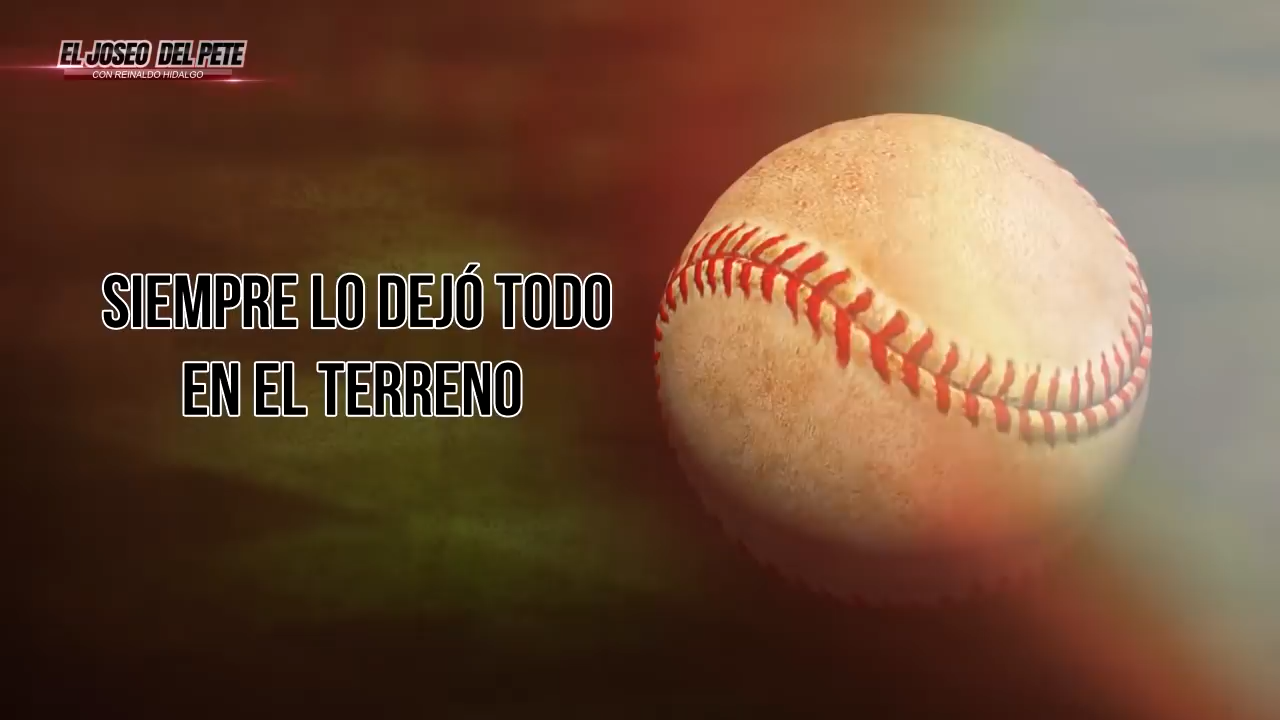 EL JOSEO DEL PETE
CON REINALDO HIDALGO
SIEMPRE LO DEJÓ TODO
EN EL TERRENO